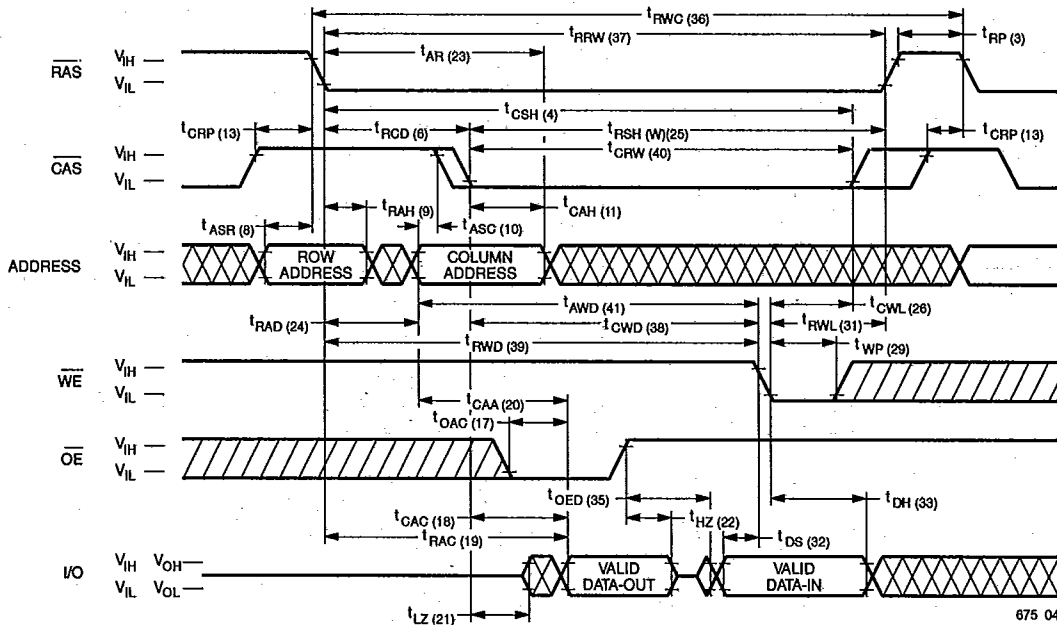 tRWC (36)
tRRW (37)
tRP (3)
tAR (23)
RAS
VIH
VIL
tCSH (4)
tCRP (13)
tRCD (6)
tRSH (W)(25)
tCRP (13)
CAS
VIH
VIL
tCRW (40)
tRAH (9)
tCAH (11)
tASR (8)
tASC (10)
ADDRESS
VIH
VIL
ROW
ADDRESS
COLUMN
ADDRESS
tAWD (41)
tCWL (26)
tRAD (24)
tCWD (38)
tRWL (31)
tRWD (39)
tWP (29)
WE
VIH
VIL
tCAA (20)
tOAC (17)
OE
VIH
VIL
tOED (35)
tDH (33)
tCAC (18)
tHZ (22)
tRAC (19)
tDS (32)
I/O
VIH VOH
VIL VOL
VALID
DATA-OUT
VALID
DATA-IN
tLZ (21)
675 04